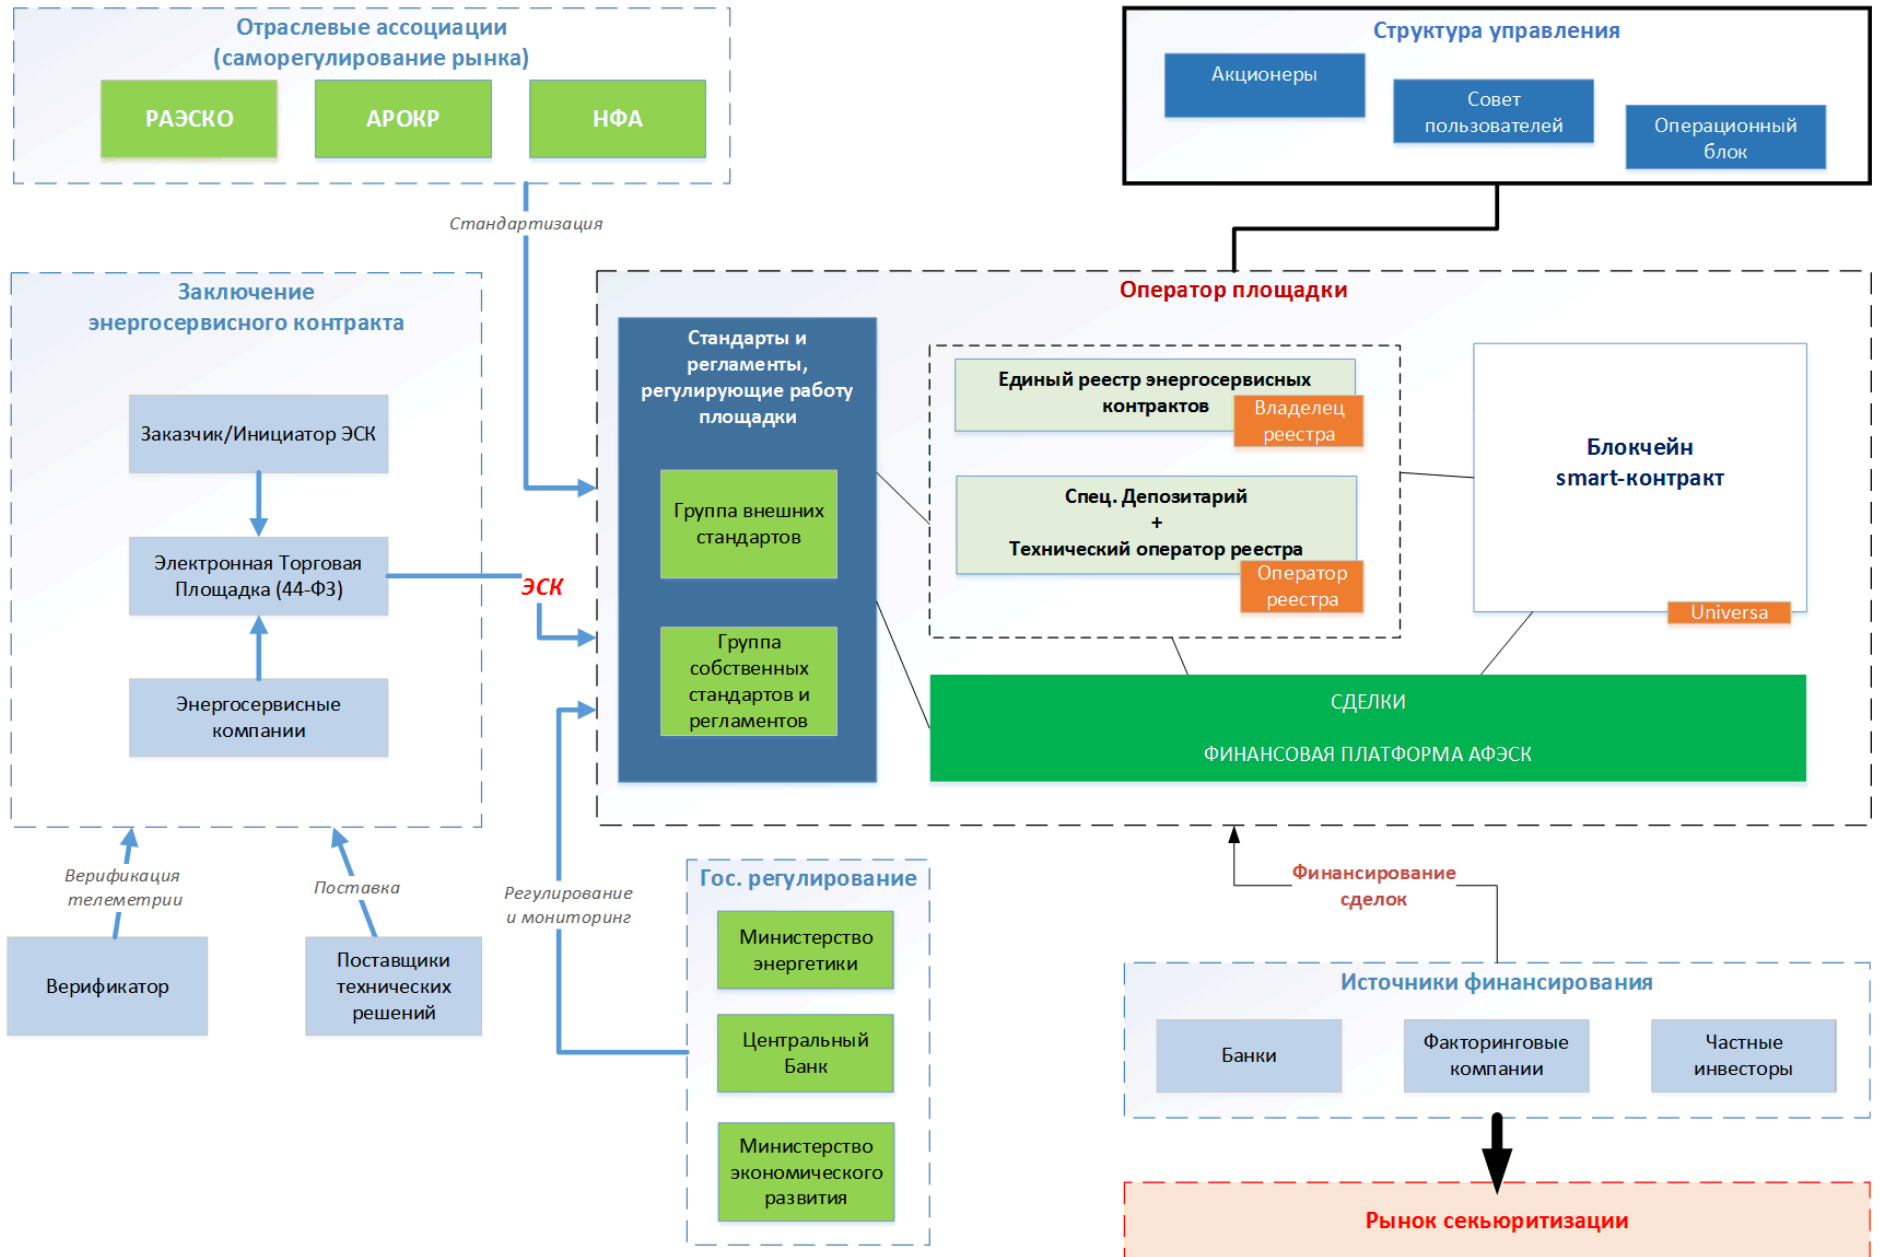 Отраслевые ассоциации
(саморегулирование рынка)
РАЭСКО
АРОКР
НФА
Структура управления
Акционеры
Совет
пользователей
Операционный
блок
Стандартизация
Заключение
энергосервисного контракта
Заказчик/Инициатор ЭСК
Электронная Торговая
Площадка (44-ФЗ)
Энергосервисные
компании
ЭСК
Оператор площадки
Стандарты и
регламенты,
регулирующие работу
площадки
Группа внешних
стандартов
Группа
собственных
стандартов и
регламентов
Единый реестр энергосервисных
контрактов
Владелец
реестра
Спец. Депозитарий
+
Технический оператор реестра
Оператор
реестра
Блокчейн
smart-контракт
Universa
СДЕЛКИ
ФИНАНСОВАЯ ПЛАТФОРМА АФЭСК
Верификация
телеметрии
Поставка
Верификатор
Поставщики
технических
решений
Регулирование
и мониторинг
Гос. регулирование
Министерство
энергетики
Центральный
Банк
Министерство
экономического
развития
Финансирование
сделок
Источники финансирования
Банки
Факторинговые
компании
Частные
инвесторы
Рынок секьюритизации